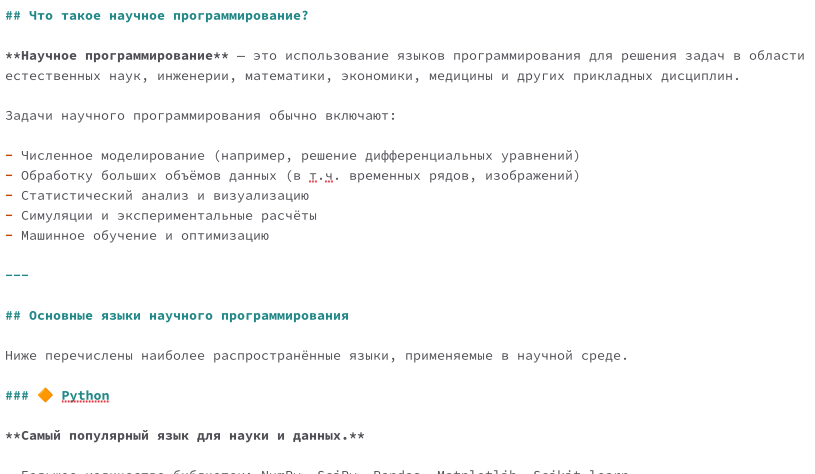 ## Что такое научное программирование?
**Научное программирование** — это использование языков программирования для решения задач в области
естественных наук, инженерии, математики, экономики, медицины и других прикладных дисциплин.
Задачи научного программирования обычно включают:
- Численное моделирование (например, решение дифференциальных уравнений)
- Обработку больших объёмов данных (в т.ч. временных рядов, изображений)
- Статистический анализ и визуализацию
- Симуляции и экспериментальные расчёты
- Машинное обучение и оптимизацию
---
## Основные языки научного программирования
Ниже перечислены наиболее распространённые языки, применяемые в научной среде.
### 🔶 Python
**Самый популярный язык для науки и данных.**